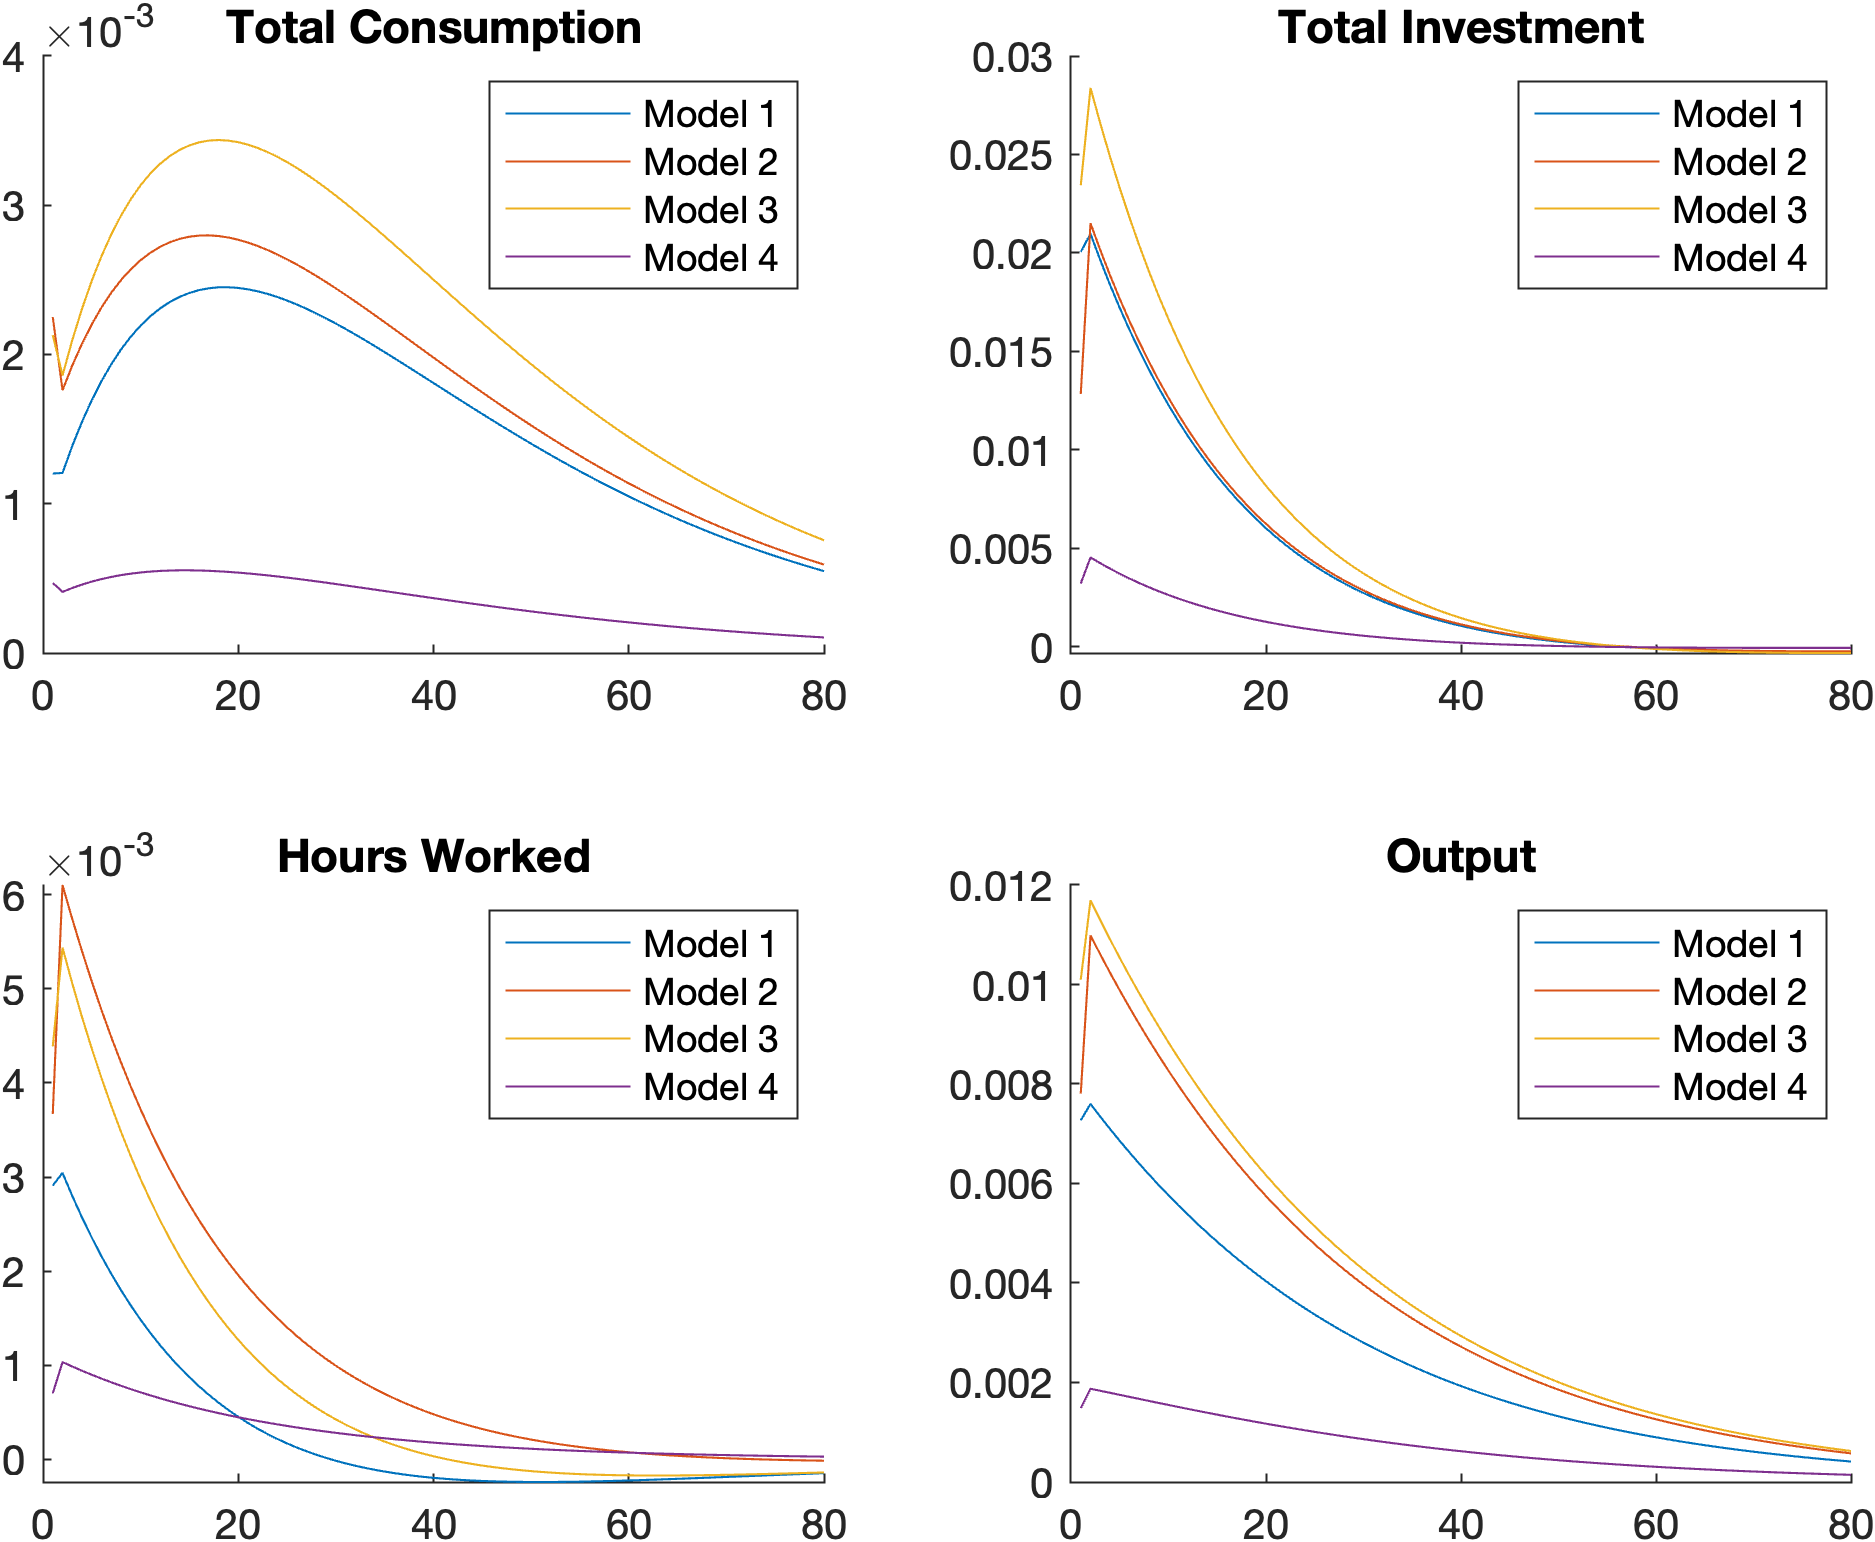 ×10-3
Total Consumption
4
3
2
1
0
0 20 40 60 80
Model 1
Model 2
Model 3
Model 4
Total Investment
0.03
0.025
0.02
0.015
0.01
0.005
0
0 20 40 60 80
Model 1
Model 2
Model 3
Model 4
×10-3
Hours Worked
6
5
4
3
2
1
0
0 20 40 60 80
Model 1
Model 2
Model 3
Model 4
Output
0.012
0.01
0.008
0.006
0.004
0.002
0
0 20 40 60 80
Model 1
Model 2
Model 3
Model 4